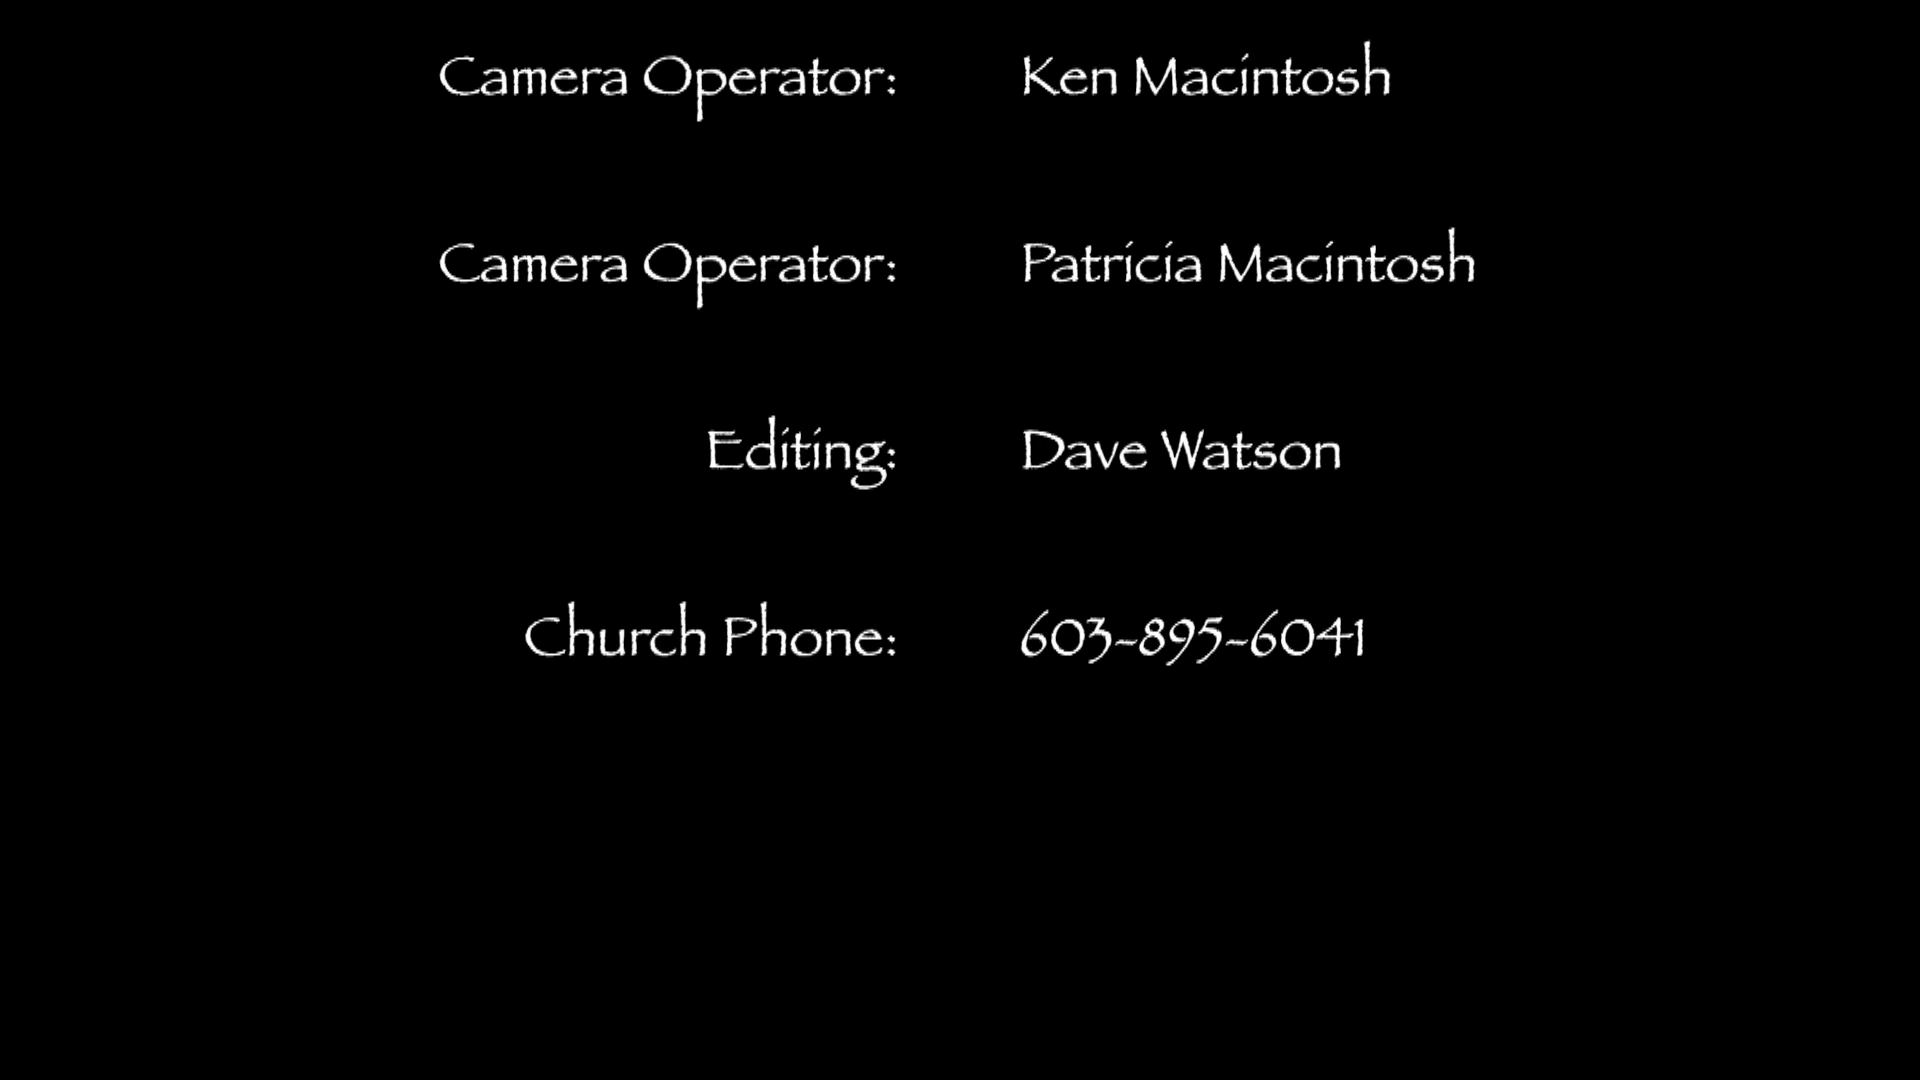 Camera Operator: Ken Macintosh
Camera Operator: Patricia Macintosh
Editing: Dave Watson
Church Phone: 603-895-6041